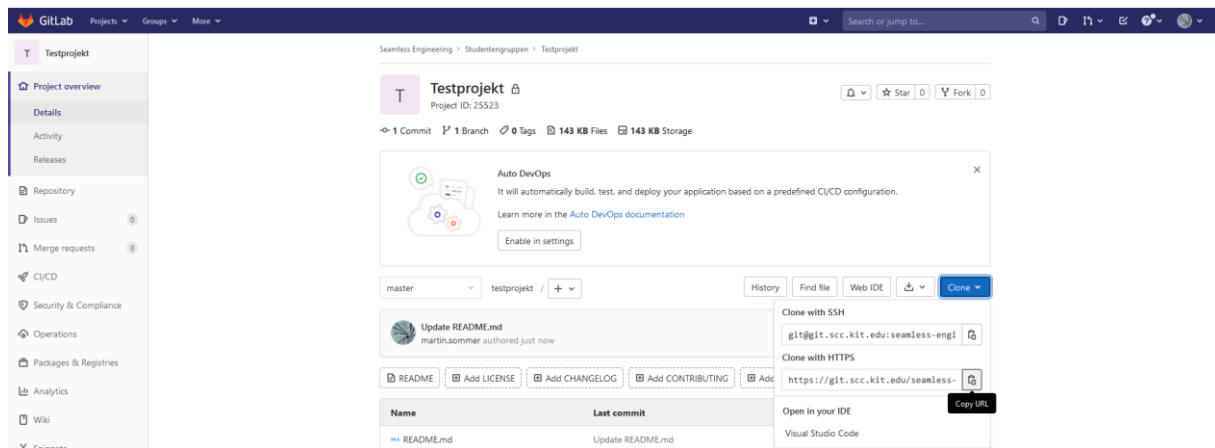 GitLab Projects Groups More Search or jump to...
T Testprojekt
Project overview
Details
Activity
Releases
Repository
Issues 0
Merge requests 0
CI/CD
Security & Compliance
Operations
Packages & Registries
Analytics
Wiki
Snippets
Seamless Engineering > Studentengruppen > Testprojekt
T Testprojekt
Project ID: 25523
Star 0 Fork 0
1 Commit 1 Branch 0 Tags 143 KB Files 143 KB Storage
Auto DevOps
It will automatically build, test, and deploy your application based on a predefined CI/CD configuration.
Learn more in the Auto DevOps documentation
Enable in settings
master testprojekt / + History Find file Web IDE Clone
Update README.md
martin.sommer authored just now
README Add LICENSE Add CHANGELOG Add CONTRIBUTING Add
Name Last commit
README.md Update README.md
Clone with SSH
git@git.scc.kit.edu:seamless-engi
Clone with HTTPS
https://git.scc.kit.edu/seamless-
Copy URL
Open in your IDE
Visual Studio Code